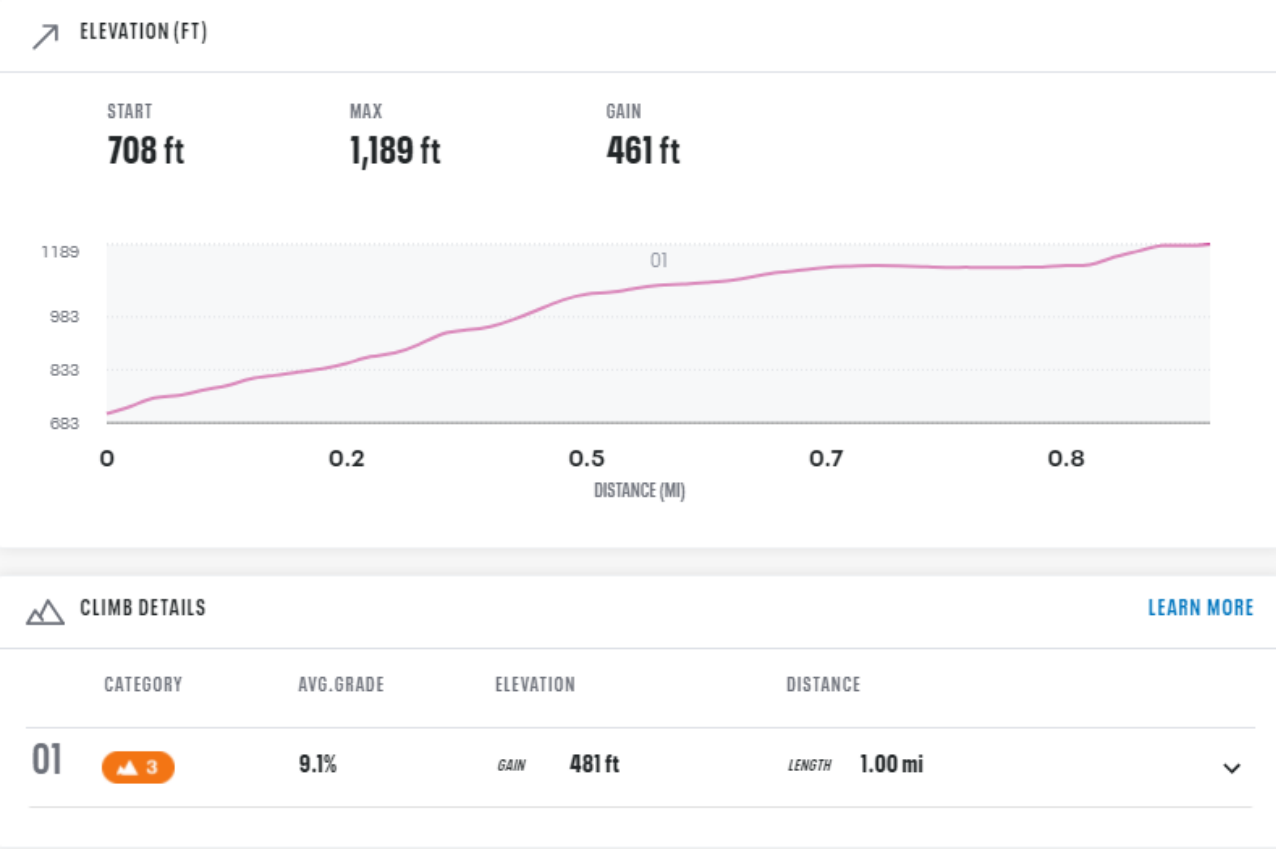 ELEVATION (FT)
START MAX GAIN
708 ft 1,189 ft 461 ft
1189
01
983
833
683
0 0.2 0.5 0.7 0.8
DISTANCE (MI)
CLIMB DETAILS LEARN MORE
CATEGORY AVG.GRADE ELEVATION DISTANCE
01 3 9.1% GAIN 481 ft LENGTH 1.00 mi